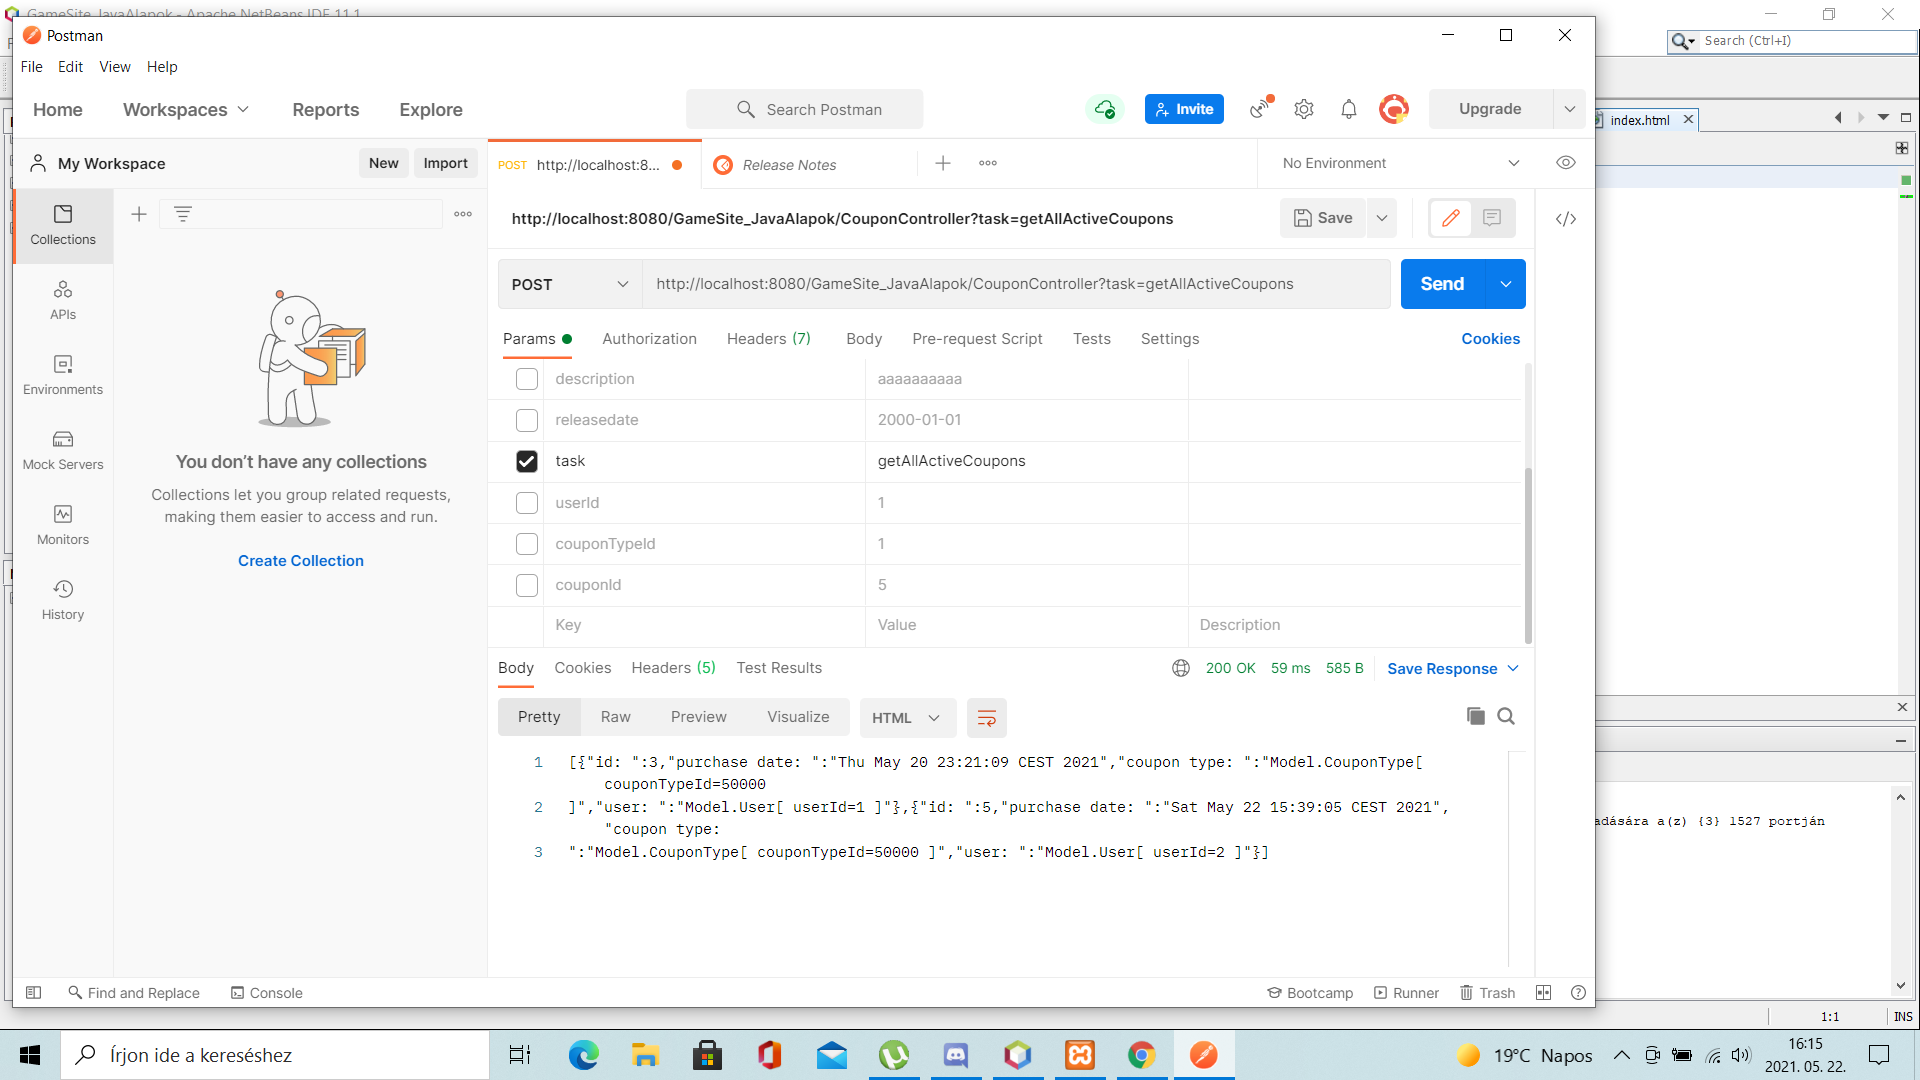 GameSite_JavaAlapok - Apache NetBeans IDE 11.1
Search (Ctrl+I)
Postman
File Edit View Help
Home Workspaces Reports Explore
Search Postman
Invite
Upgrade
index.html
My Workspace
New Import
POST http://localhost:8...
Release Notes
No Environment
Collections
APIs
Environments
Mock Servers
Monitors
History
You don't have any collections
Collections let you group related requests,
making them easier to access and run.
Create Collection
http://localhost:8080/GameSite_JavaAlapok/CouponController?task=getAllActiveCoupons
Save
POST http://localhost:8080/GameSite_JavaAlapok/CouponController?task=getAllActiveCoupons
Send
Params Authorization Headers (7) Body Pre-request Script Tests Settings Cookies
description aaaaaaaaaa
releasedate 2000-01-01
task getAllActiveCoupons
userId 1
couponTypeId 1
couponId 5
Key Value Description
Body Cookies Headers (5) Test Results
200 OK 59 ms 585 B Save Response
Pretty Raw Preview Visualize HTML
1 [{"id: ":3,"purchase date: ":"Thu May 20 23:21:09 CEST 2021","coupon type: ":"Model.CouponType[
couponTypeId=50000
2 ]","user: ":"Model.User[ userId=1 ]"},{"id: ":5,"purchase date: ":"Sat May 22 15:39:05 CEST 2021",
"coupon type:
3 ":"Model.CouponType[ couponTypeId=50000 ]","user: ":"Model.User[ userId=2 ]"}]
adására a(z) {3} 1527 portján
Find and Replace Console
Bootcamp Runner Trash
1:1 INS
Írjon ide a kereséshez
19°C Napos
16:15
2021. 05. 22.